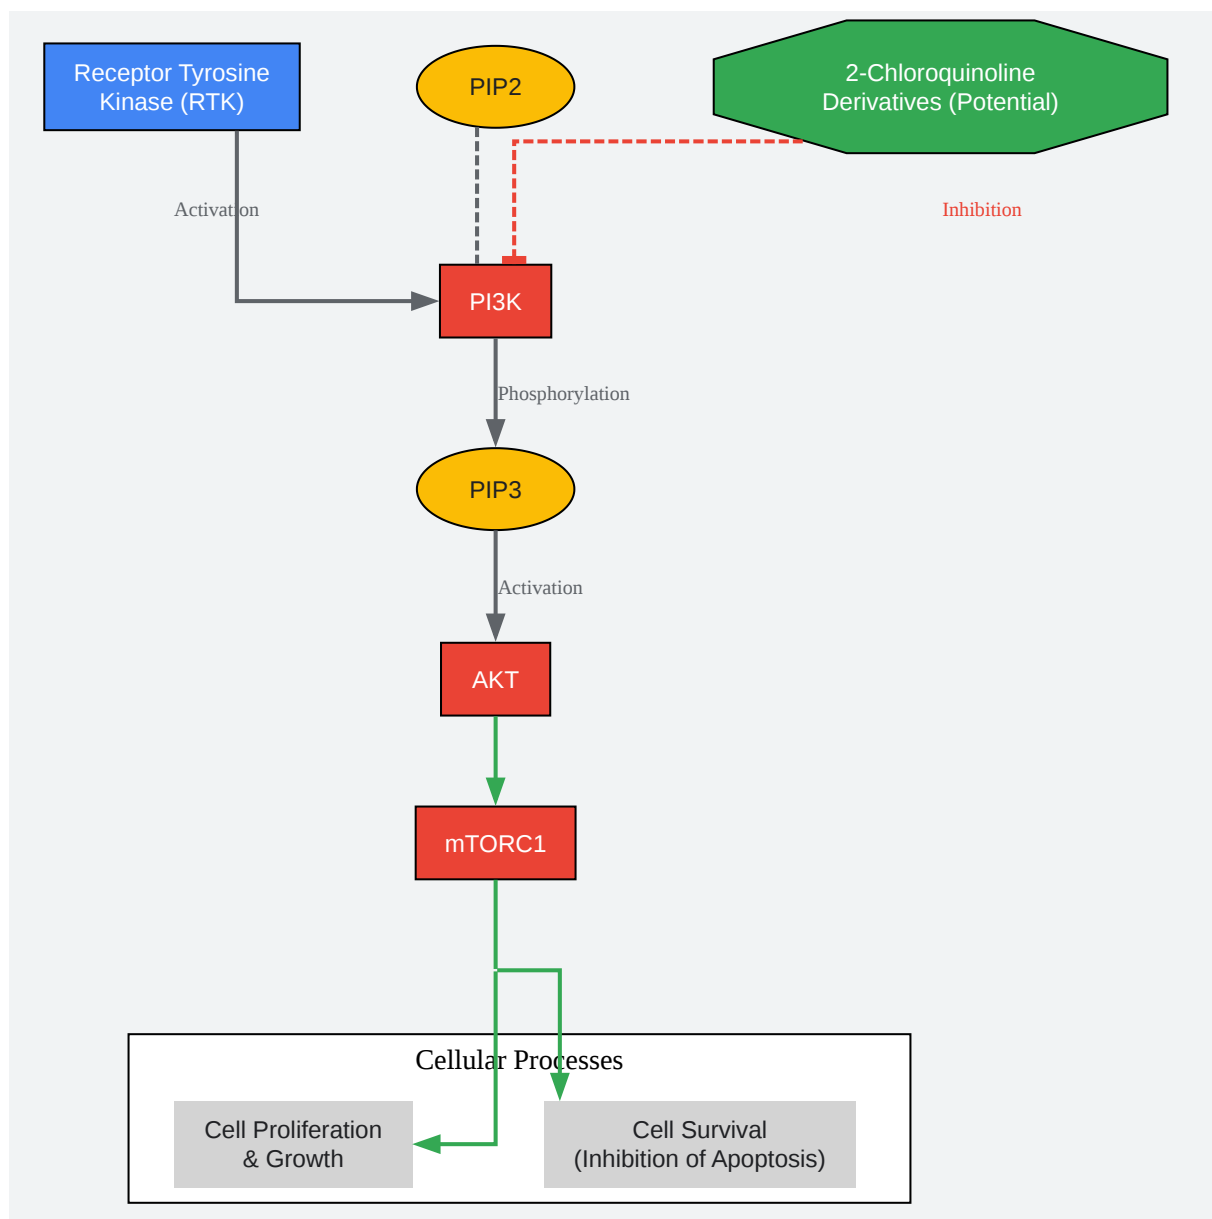 Receptor Tyrosine
Kinase (RTK)
PIP2
2-Chloroquinoline
Derivatives (Potential)
Activation
Inhibition
PI3K
Phosphorylation
PIP3
Activation
AKT
mTORC1
Cellular Processes
Cell Proliferation
& Growth
Cell Survival
(Inhibition of Apoptosis)